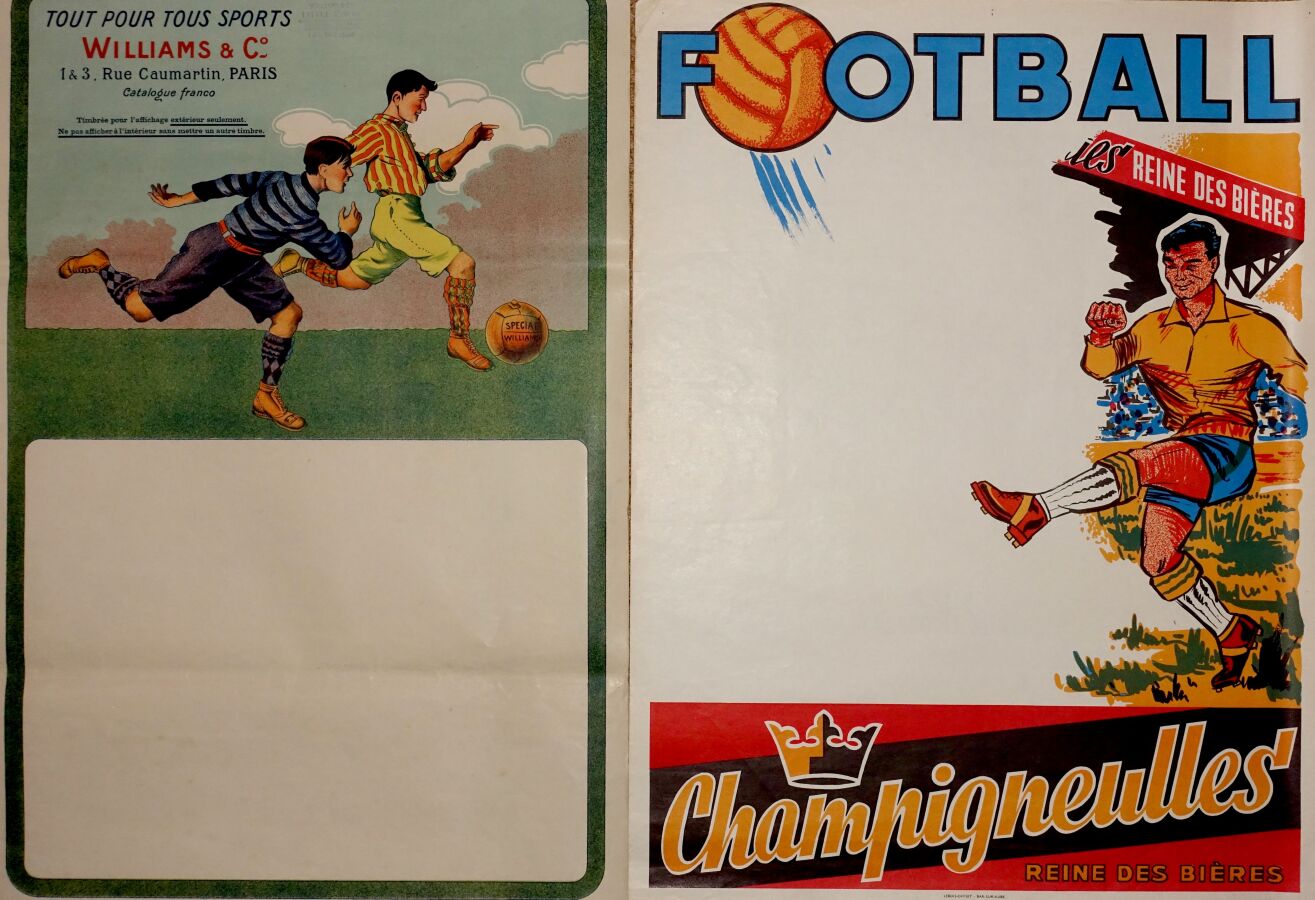 TOUT POUR TOUS SPORTS
WILLIAMS & Cº
1 & 3, Rue Caumartin, PARIS
Catalogue franco
Timbrée pour l'affichage extérieur seulement.
Ne pas afficher à l'intérieur sans mettre un autre timbre.
SPECIAL
WILLIAMS
FOOTBALL
REINE DES BIÈRES
Champigneulles
REINE DES BIÈRES